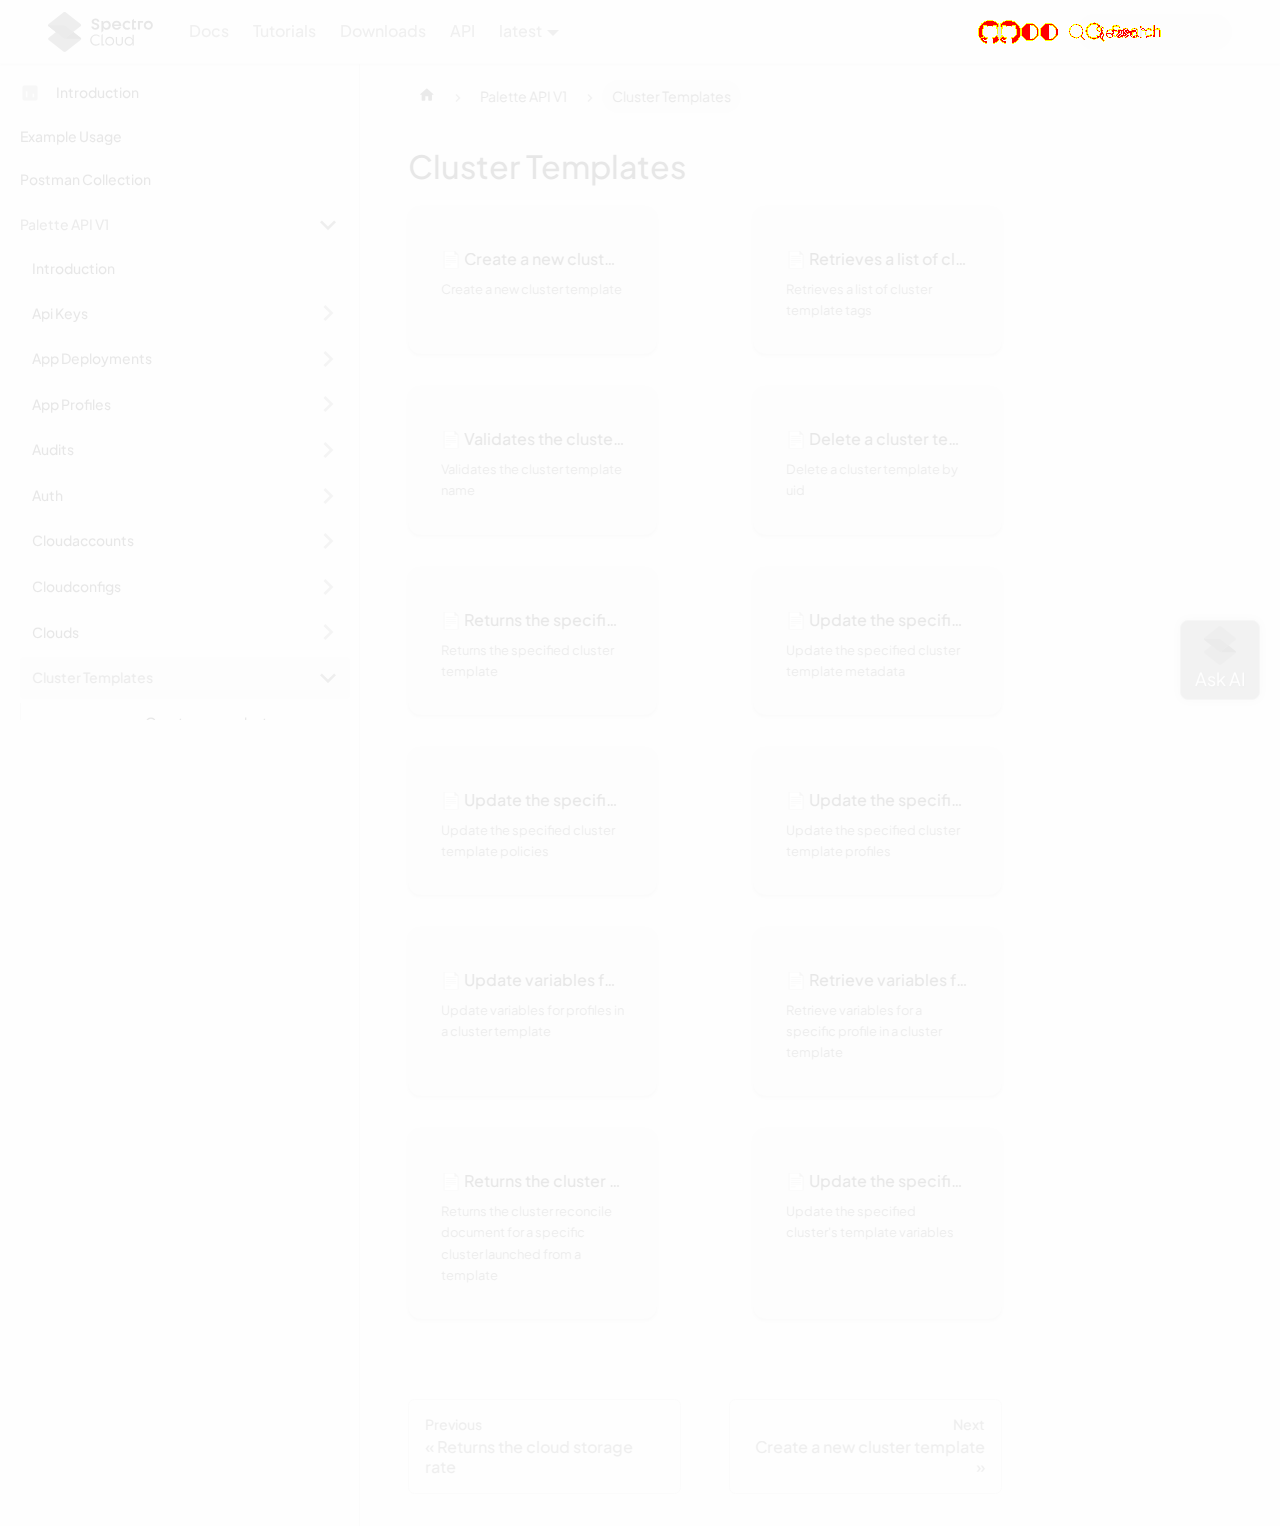 Spectro Cloud
Docs
Tutorials
Downloads
API
latest
Search
Introduction
Example Usage
Postman Collection
Palette API V1
Introduction
Api Keys
App Deployments
App Profiles
Audits
Auth
Cloudaccounts
Cloudconfigs
Clouds
Cluster Templates
Palette API V1
Cluster Templates
Cluster Templates
Create a new clust…
Create a new cluster template
Retrieves a list of cl…
Retrieves a list of cluster
template tags
Validates the cluste…
Validates the cluster template
name
Delete a cluster te…
Delete a cluster template by
uid
Returns the specifi…
Returns the specified cluster
template
Update the specifi…
Update the specified cluster
template metadata
Update the specifi…
Update the specified cluster
template policies
Update the specifi…
Update the specified cluster
template profiles
Update variables f…
Update variables for profiles in
a cluster template
Retrieve variables f…
Retrieve variables for a
specific profile in a cluster
template
Returns the cluster …
Returns the cluster reconcile
document for a specific
cluster launched from a
template
Update the specifi…
Update the specified
cluster's template variables
Previous
« Returns the cloud storage
rate
Next
Create a new cluster template
»
Ask AI